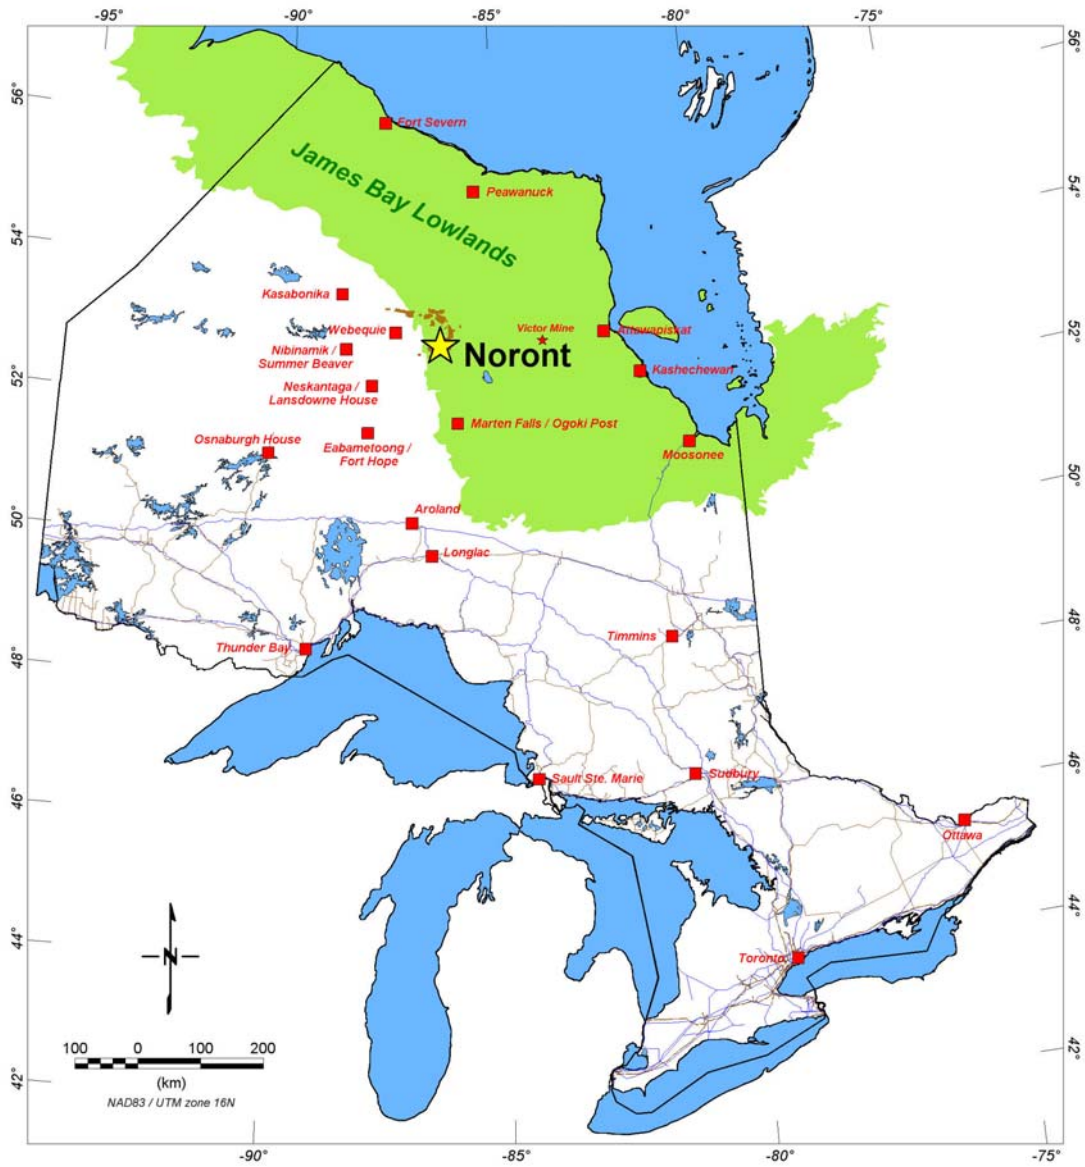 -95° -90° -85° -80° -75°
56°
56°
Fort Severn
James Bay Lowlands
Peawanuck
54°
54°
Kasabonika
Webequie
Victor Mine
Attawapiskat
52°
Nibinamik /
Summer Beaver
Noront
Kashechewan
52°
Neskantaga /
Lansdowne House
Marten Falls / Ogoki Post
Osnaburgh House
Eabametoong /
Fort Hope
Moosonee
50°
Aroland
50°
Longlac
48°
Thunder Bay
Timmins
48°
Sault Ste. Marie
Sudbury
46°
46°
Ottawa
44°
N
Toronto
44°
100 0 100 200
(km)
42°
42°
NAD83 / UTM zone 16N
-90° -85° -80° -75°